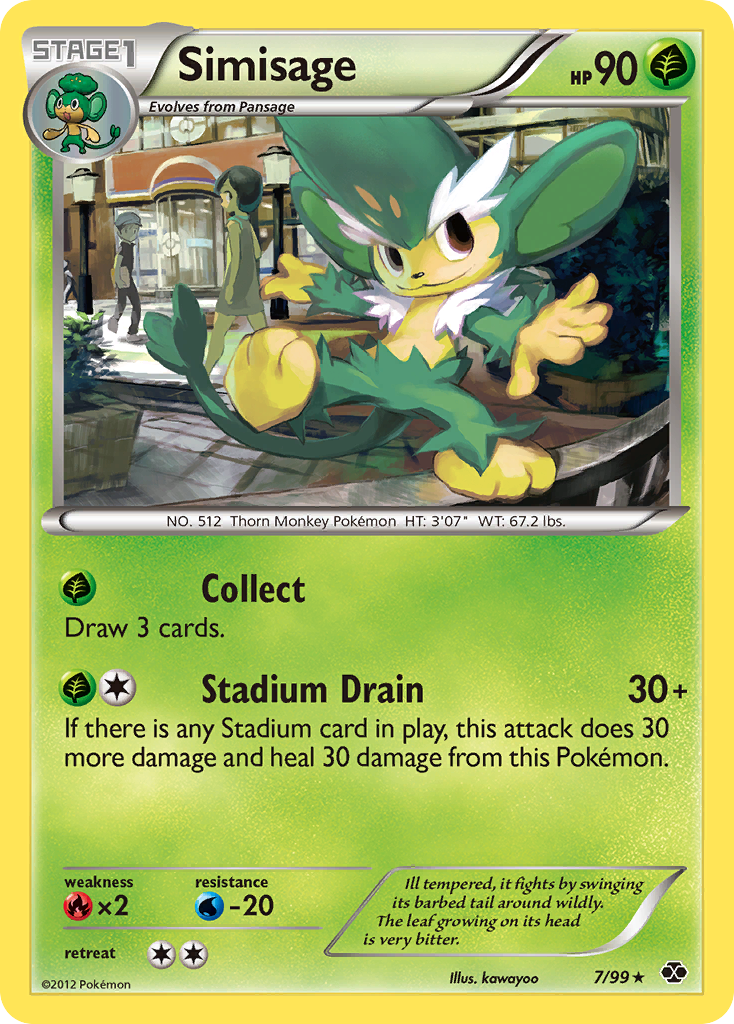 STAGE1
Simisage
HP 90
Evolves from Pansage
NO. 512 Thorn Monkey Pokémon HT: 3'07" WT: 67.2 lbs.
Collect
Draw 3 cards.
Stadium Drain 30+
If there is any Stadium card in play, this attack does 30
more damage and heal 30 damage from this Pokémon.
weakness
×2
resistance
-20
retreat
Ill tempered, it fights by swinging
its barbed tail around wildly.
The leaf growing on its head
is very bitter.
©2012 Pokémon
Illus. kawayoo
7/99 ★